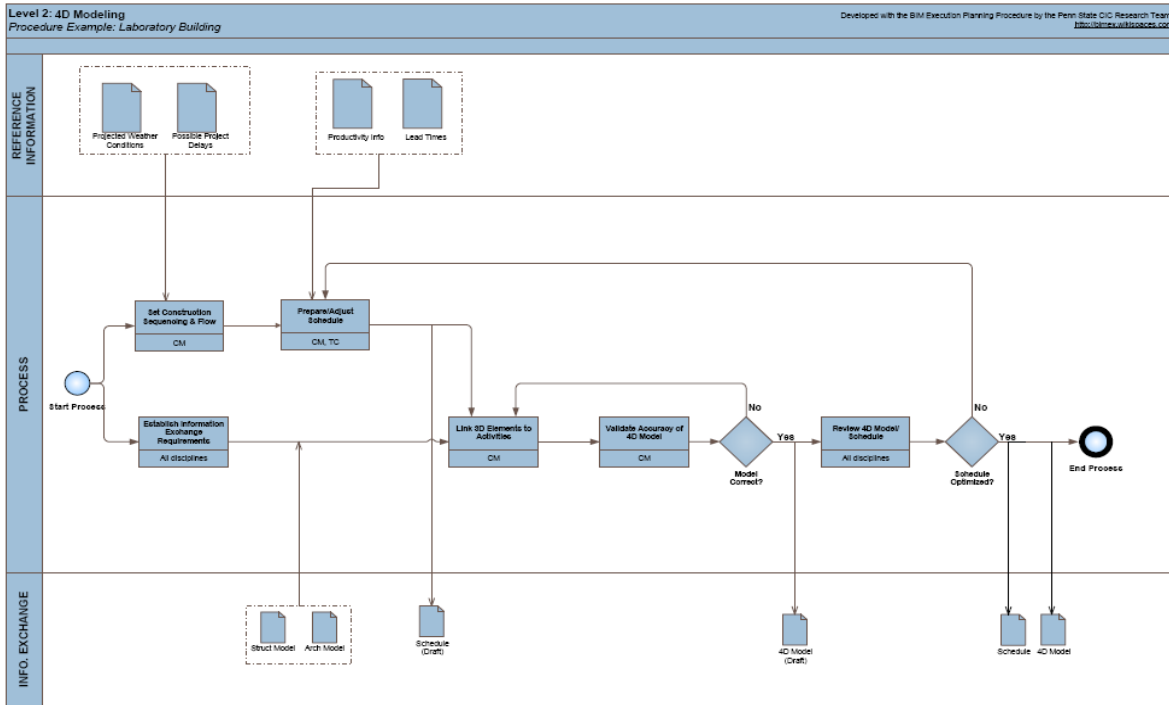 Level 2: 4D Modeling
Procedure Example: Laboratory Building
Developed with the BIM Execution Planning Procedure by the Penn State CIC Research Team
http://bimex.wikispaces.com
REFERENCE
INFORMATION
Projected Weather
Conditions
Possible Project
Delays
Productivity Info
Lead Times
PROCESS
Start Process
Set Construction
Sequencing & Flow
CM
Prepare/Adjust
Schedule
CM, TC
Establish Information
Exchange
Requirements
All disciplines
Link 3D Elements to
Activities
CM
Validate Accuracy of
4D Model
CM
No
Yes
Model
Correct?
Review 4D Model/
Schedule
All disciplines
No
Yes
Schedule
Optimized?
End Process
INFO. EXCHANGE
Struct Model
Arch Model
Schedule
(Draft)
4D Model
(Draft)
Schedule
4D Model